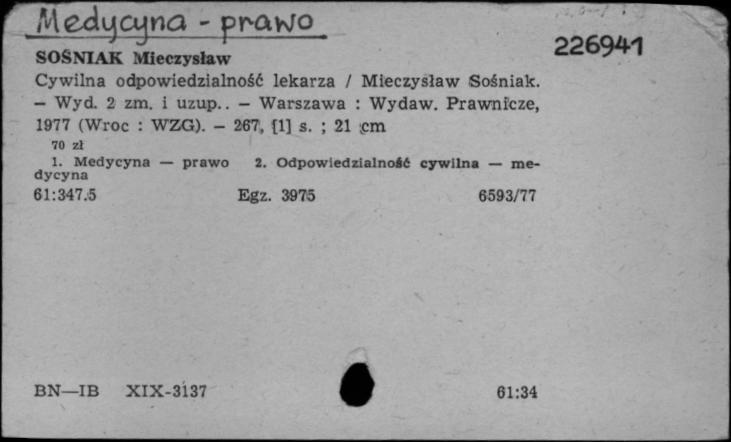 Medycyna - prawo
226941
SOŚNIAK Mieczysław
Cywilna odpowiedzialność lekarza / Mieczysław Sośniak.
— Wyd. 2 zm. i uzup.. — Warszawa : Wydaw. Prawnicze,
1977 (Wroc : WZG). — 267, [1] s. ; 21 cm
70 zł
1. Medycyna — prawo 2. Odpowiedzialność cywilna — me-
dycyna
61:347.5 Egz. 3975 6593/77
BN—IB XIX-3137 61:34